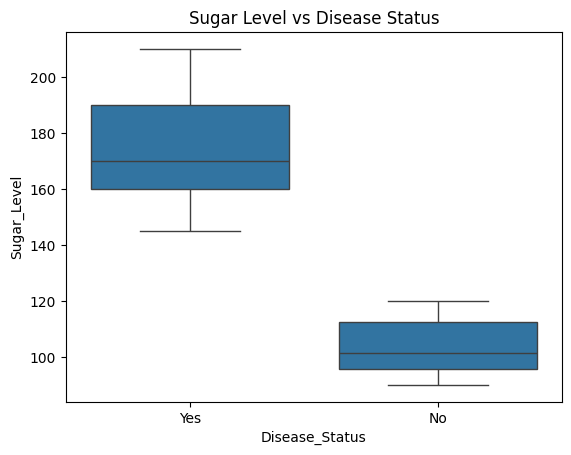 Sugar Level vs Disease Status
200
180
160
140
120
100
Sugar_Level
Yes
No
Disease_Status